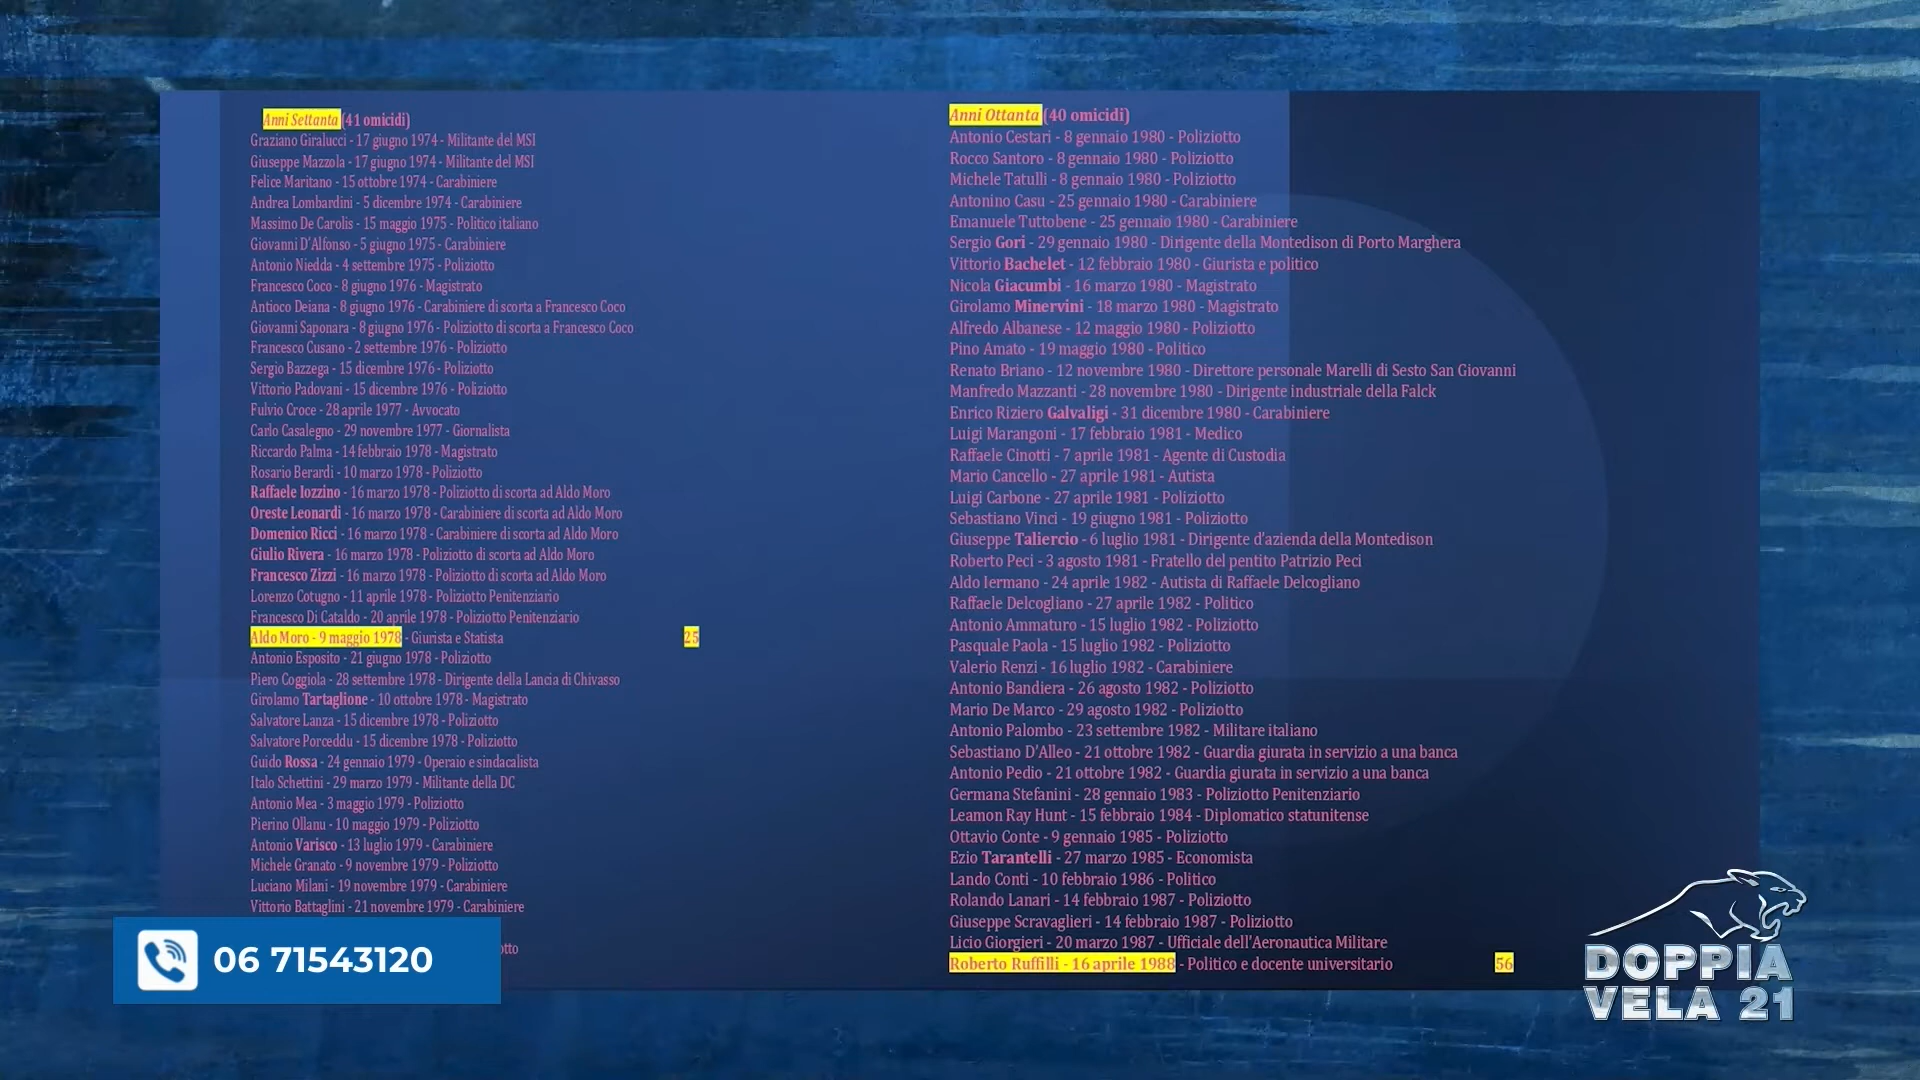 Anni Settanta (41 omicidi)
Graziano Giralucci - 17 giugno 1974 - Militante del MSI
Giuseppe Mazzola - 17 giugno 1974 - Militante del MSI
Felice Maritano - 15 ottobre 1974 - Carabiniere
Andrea Lombardini - 5 dicembre 1974 - Carabiniere
Massimo De Carolis - 15 maggio 1975 - Politico italiano
Giovanni D'Alfonso - 5 giugno 1975 - Carabiniere
Antonio Niedda - 4 settembre 1975 - Poliziotto
Francesco Coco - 8 giugno 1976 - Magistrato
Antioco Deiana - 8 giugno 1976 - Carabiniere di scorta a Francesco Coco
Giovanni Saponara - 8 giugno 1976 - Poliziotto di scorta a Francesco Coco
Francesco Cusano - 2 settembre 1976 - Poliziotto
Sergio Bazzega - 15 dicembre 1976 - Poliziotto
Vittorio Padovani - 15 dicembre 1976 - Poliziotto
Fulvio Croce - 28 aprile 1977 - Avvocato
Carlo Casalegno - 29 novembre 1977 - Giornalista
Riccardo Palma - 14 febbraio 1978 - Magistrato
Rosario Berardi - 10 marzo 1978 - Poliziotto
Raffaele Iozzino - 16 marzo 1978 - Poliziotto di scorta ad Aldo Moro
Oreste Leonardi - 16 marzo 1978 - Carabiniere di scorta ad Aldo Moro
Domenico Ricci - 16 marzo 1978 - Carabiniere di scorta ad Aldo Moro
Giulio Rivera - 16 marzo 1978 - Poliziotto di scorta ad Aldo Moro
Francesco Zizzi - 16 marzo 1978 - Poliziotto di scorta ad Aldo Moro
Lorenzo Cotugno - 11 aprile 1978 - Poliziotto Penitenziario
Francesco Di Cataldo - 20 aprile 1978 - Poliziotto Penitenziario
Aldo Moro - 9 maggio 1978 - Giurista e Statista 25
Antonio Esposito - 21 giugno 1978 - Poliziotto
Piero Coggiola - 28 settembre 1978 - Dirigente della Lancia di Chivasso
Girolamo Tartaglione - 10 ottobre 1978 - Magistrato
Salvatore Lanza - 15 dicembre 1978 - Poliziotto
Salvatore Porceddu - 15 dicembre 1978 - Poliziotto
Guido Rossa - 24 gennaio 1979 - Operaio e sindacalista
Italo Schettini - 29 marzo 1979 - Militante della DC
Antonio Mea - 3 maggio 1979 - Poliziotto
Pierino Ollanu - 10 maggio 1979 - Poliziotto
Antonio Varisco - 13 luglio 1979 - Carabiniere
Michele Granato - 9 novembre 1979 - Poliziotto
Luciano Milani - 19 novembre 1979 - Carabiniere
Vittorio Battaglini - 21 novembre 1979 - Carabiniere
otto
Anni Ottanta (40 omicidi)
Antonio Cestari - 8 gennaio 1980 - Poliziotto
Rocco Santoro - 8 gennaio 1980 - Poliziotto
Michele Tatulli - 8 gennaio 1980 - Poliziotto
Antonino Casu - 25 gennaio 1980 - Carabiniere
Emanuele Tuttobene - 25 gennaio 1980 - Carabiniere
Sergio Gori - 29 gennaio 1980 - Dirigente della Montedison di Porto Marghera
Vittorio Bachelet - 12 febbraio 1980 - Giurista e politico
Nicola Giacumbi - 16 marzo 1980 - Magistrato
Girolamo Minervini - 18 marzo 1980 - Magistrato
Alfredo Albanese - 12 maggio 1980 - Poliziotto
Pino Amato - 19 maggio 1980 - Politico
Renato Briano - 12 novembre 1980 - Direttore personale Marelli di Sesto San Giovanni
Manfredo Mazzanti - 28 novembre 1980 - Dirigente industriale della Falck
Enrico Riziero Galvaligi - 31 dicembre 1980 - Carabiniere
Luigi Marangoni - 17 febbraio 1981 - Medico
Raffaele Cinotti - 7 aprile 1981 - Agente di Custodia
Mario Cancello - 27 aprile 1981 - Autista
Luigi Carbone - 27 aprile 1981 - Poliziotto
Sebastiano Vinci - 19 giugno 1981 - Poliziotto
Giuseppe Taliercio - 6 luglio 1981 - Dirigente d'azienda della Montedison
Roberto Peci - 3 agosto 1981 - Fratello del pentito Patrizio Peci
Aldo Iermano - 24 aprile 1982 - Autista di Raffaele Delcogliano
Raffaele Delcogliano - 27 aprile 1982 - Politico
Antonio Ammaturo - 15 luglio 1982 - Poliziotto
Pasquale Paola - 15 luglio 1982 - Poliziotto
Valerio Renzi - 16 luglio 1982 - Carabiniere
Antonio Bandiera - 26 agosto 1982 - Poliziotto
Mario De Marco - 29 agosto 1982 - Poliziotto
Antonio Palombo - 23 settembre 1982 - Militare italiano
Sebastiano D'Alleo - 21 ottobre 1982 - Guardia giurata in servizio a una banca
Antonio Pedio - 21 ottobre 1982 - Guardia giurata in servizio a una banca
Germana Stefanini - 28 gennaio 1983 - Poliziotto Penitenziario
Leamon Ray Hunt - 15 febbraio 1984 - Diplomatico statunitense
Ottavio Conte - 9 gennaio 1985 - Poliziotto
Ezio Tarantelli - 27 marzo 1985 - Economista
Lando Conti - 10 febbraio 1986 - Politico
Rolando Lanari - 14 febbraio 1987 - Poliziotto
Giuseppe Scravaglieri - 14 febbraio 1987 - Poliziotto
Licio Giorgieri - 20 marzo 1987 - Ufficiale dell'Aeronautica Militare
Roberto Ruffilli - 16 aprile 1988 - Politico e docente universitario 56
06 71543120
DOPPIA
VELA 21